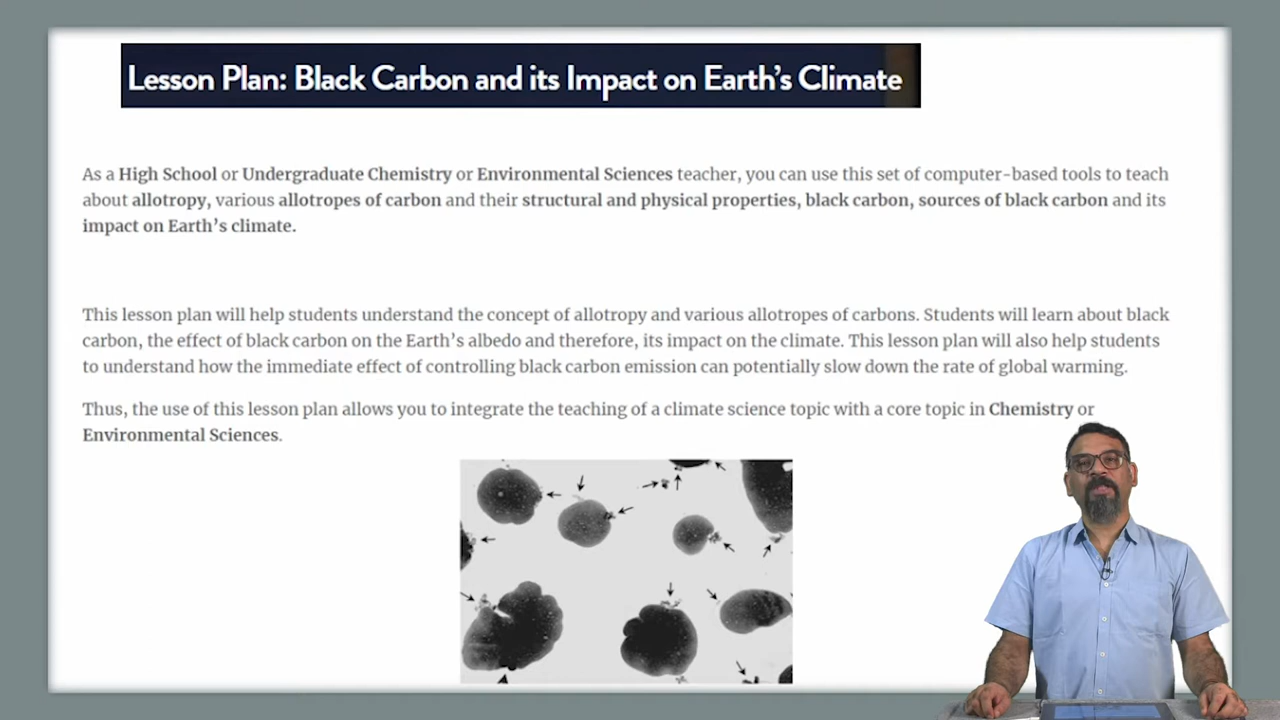 Lesson Plan: Black Carbon and its Impact on Earth's Climate
As a High School or Undergraduate Chemistry or Environmental Sciences teacher, you can use this set of computer-based tools to teach
about allotropy, various allotropes of carbon and their structural and physical properties, black carbon, sources of black carbon and its
impact on Earth's climate.
This lesson plan will help students understand the concept of allotropy and various allotropes of carbons. Students will learn about black
carbon, the effect of black carbon on the Earth's albedo and therefore, its impact on the climate. This lesson plan will also help students
to understand how the immediate effect of controlling black carbon emission can potentially slow down the rate of global warming.
Thus, the use of this lesson plan allows you to integrate the teaching of a climate science topic with a core topic in Chemistry or
Environmental Sciences.